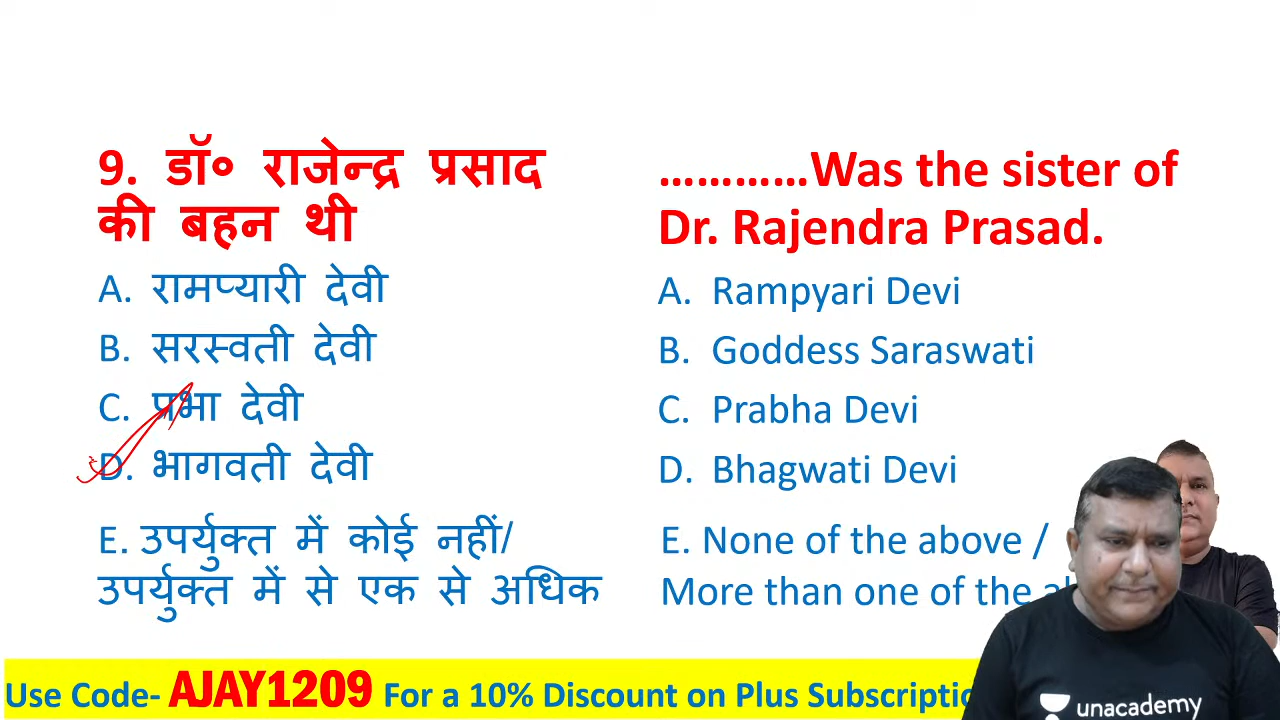 9. डॉ० राजेन्द्र प्रसाद
की बहन थी
A. रामप्यारी देवी
B. सरस्वती देवी
C. प्रभा देवी
D. भागवती देवी
E. उपर्युक्त में कोई नहीं/
उपर्युक्त में से एक से अधिक
…………Was the sister of
Dr. Rajendra Prasad.
A. Rampyari Devi
B. Goddess Saraswati
C. Prabha Devi
D. Bhagwati Devi
E. None of the above /
More than one of the
Use Code- AJAY1209 For a 10% Discount on Plus
unacademy